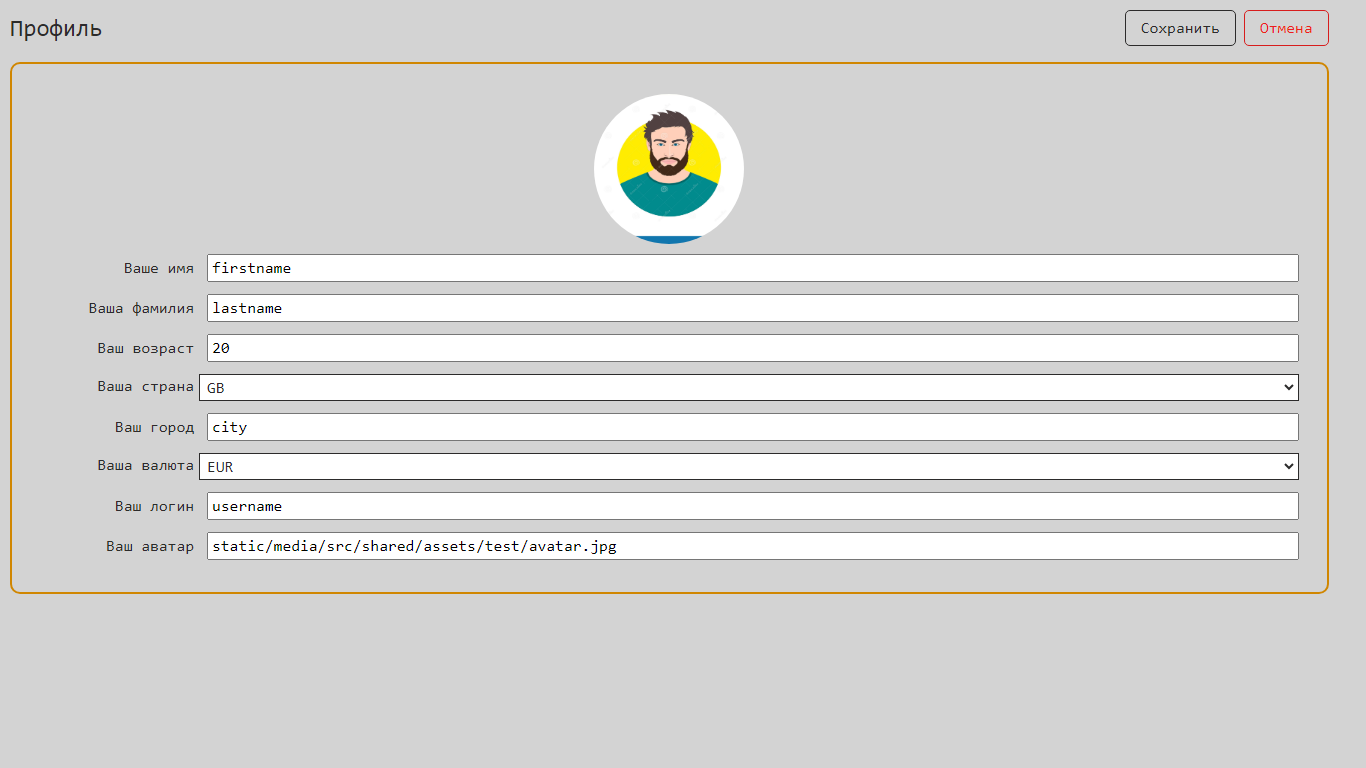 Профиль
Сохранить
Отмена
Ваше имя firstname
Ваша фамилия lastname
Ваш возраст 20
Ваша страна GB
Ваш город city
Ваша валюта EUR
Ваш логин username
Ваш аватар static/media/src/shared/assets/test/avatar.jpg